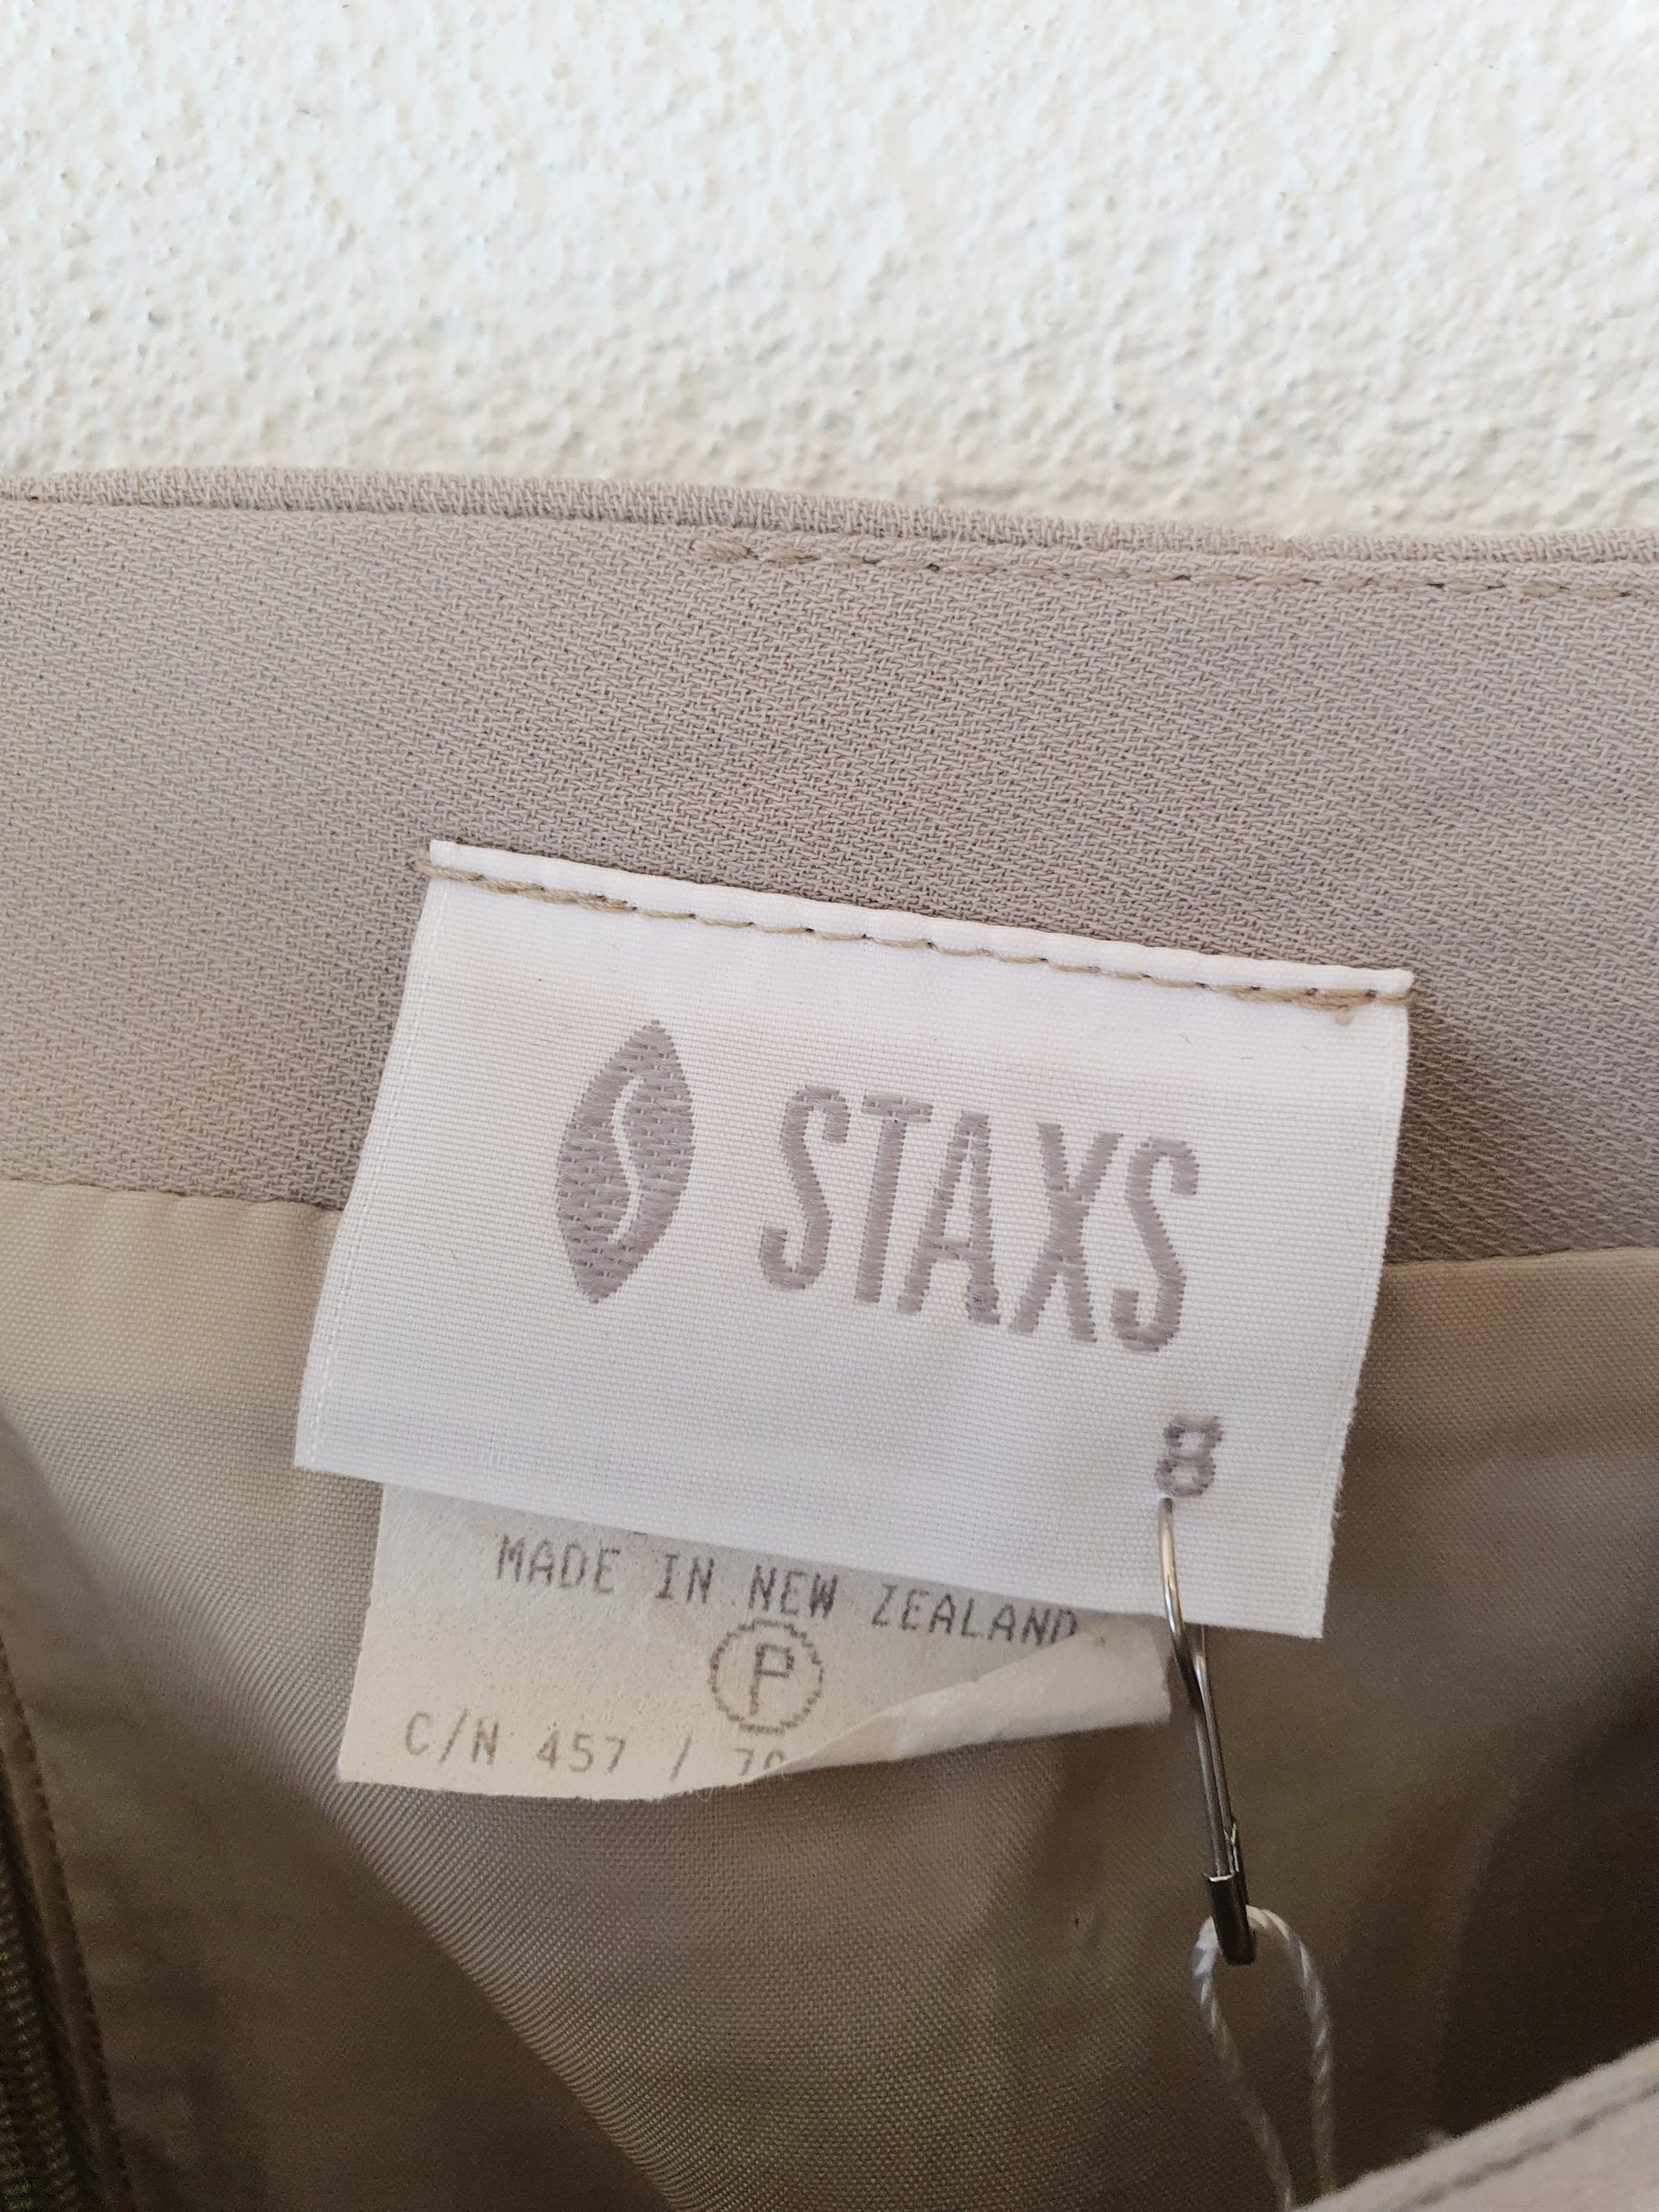 STAXS
8
MADE IN NEW ZEALAND
P
C/N 457 /